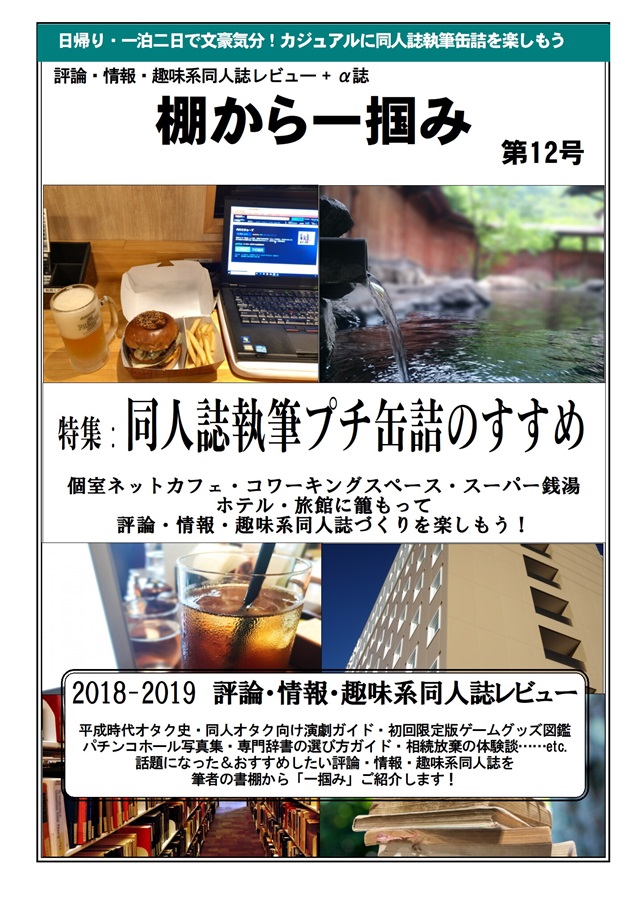 日帰り・一泊二日で文豪気分！カジュアルに同人誌執筆缶詰を楽しもう
評論・情報・趣味系同人誌レビュー＋α誌
棚から一掴み
第12号
特集：同人誌執筆プチ缶詰のすすめ
個室ネットカフェ・コワーキングスペース・スーパー銭湯
ホテル・旅館に籠もって
評論・情報・趣味系同人誌づくりを楽しもう！
2018-2019 評論・情報・趣味系同人誌レビュー
平成時代オタク史・同人オタク向け演劇ガイド・初回限定版ゲームグッズ図鑑
パチンコホール写真集・専門辞書の選び方ガイド・相続放棄の体験談……etc.
話題になった＆おすすめしたい評論・情報・趣味系同人誌を
筆者の書棚から「一掴み」ご紹介します！